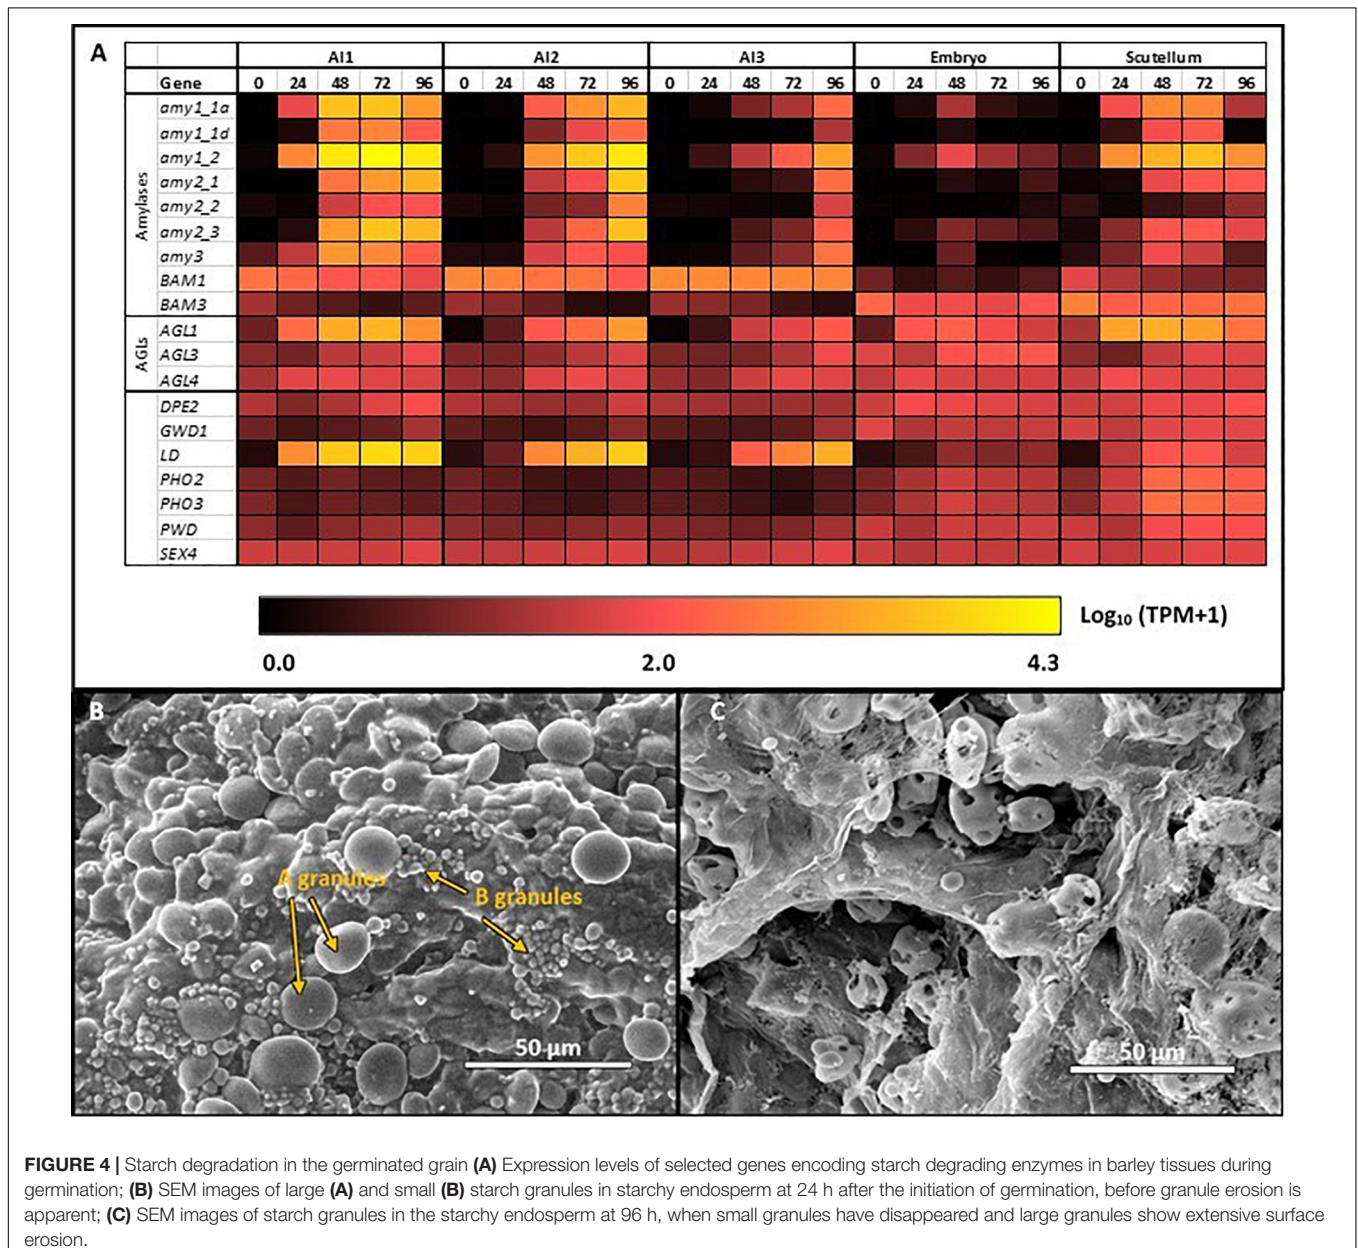 A
Al1 Al2 Al3 Embryo Scutellum
Gene 0 24 48 72 96 0 24 48 72 96 0 24 48 72 96 0 24 48 72 96 0 24 48 72 96
Amylases
amy1_1a
amy1_1d
amy1_2
amy2_1
amy2_2
amy2_3
amy3
BAM1
BAM3
AGls
AGL1
AGL3
AGL4
DPE2
GWD1
LD
PHO2
PHO3
PWD
SEX4
Log₁₀ (TPM+1)
0.0 2.0 4.3
B
A granules
B granules
50 µm
C
50 µm
FIGURE 4 | Starch degradation in the germinated grain (A) Expression levels of selected genes encoding starch degrading enzymes in barley tissues during
germination; (B) SEM images of large (A) and small (B) starch granules in starchy endosperm at 24 h after the initiation of germination, before granule erosion is
apparent; (C) SEM images of starch granules in the starchy endosperm at 96 h, when small granules have disappeared and large granules show extensive surface
erosion.